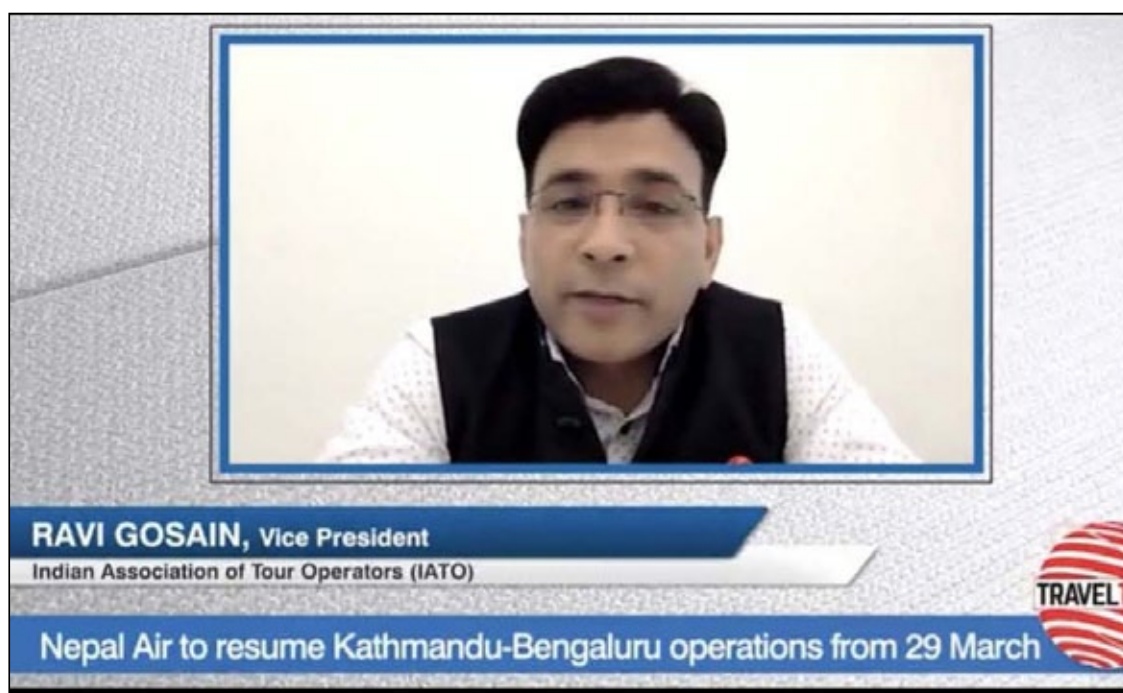 RAVI GOSAIN, Vice President
Indian Association of Tour Operators (IATO)
TRAVEL
Nepal Air to resume Kathmandu-Bengaluru operations from 29 March